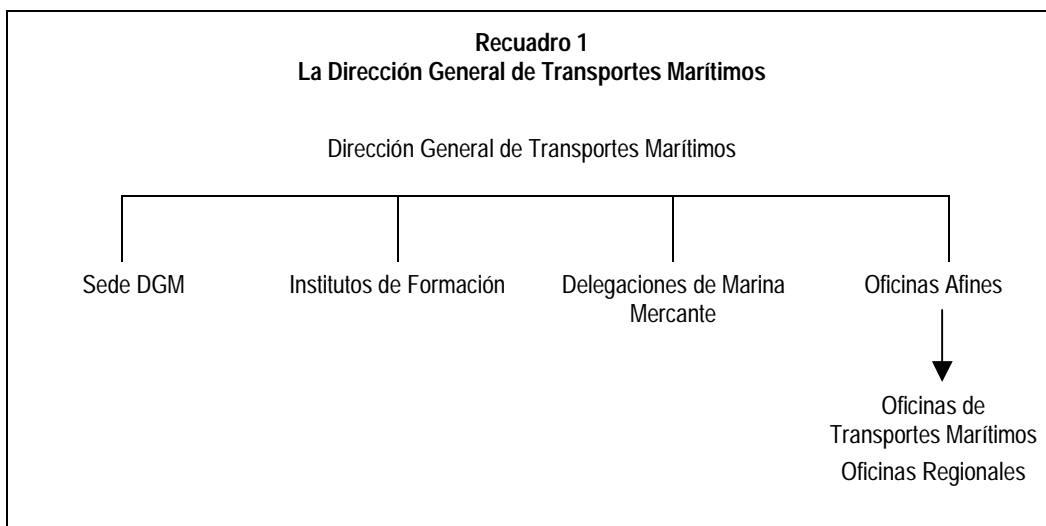 Recuadro 1
La Dirección General de Transportes Marítimos
Dirección General de Transportes Marítimos
Sede DGM
Institutos de Formación
Delegaciones de Marina
Mercante
Oficinas Afines
Oficinas de
Transportes Marítimos
Oficinas Regionales